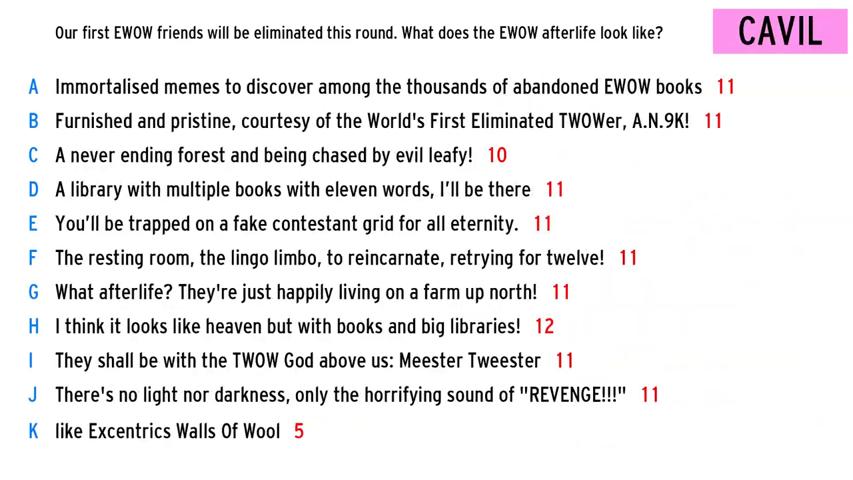 Our first EWOW friends will be eliminated this round. What does the EWOW afterlife look like?
CAVIL
A Immortalised memes to discover among the thousands of abandoned EWOW books 11
B Furnished and pristine, courtesy of the World's First Eliminated TWOWer, A.N.9K! 11
C A never ending forest and being chased by evil leafy! 10
D A library with multiple books with eleven words, I’ll be there 11
E You’ll be trapped on a fake contestant grid for all eternity. 11
F The resting room, the lingo limbo, to reincarnate, retrying for twelve! 11
G What afterlife? They're just happily living on a farm up north! 11
H I think it looks like heaven but with books and big libraries! 12
I They shall be with the TWOW God above us: Meester Tweester 11
J There's no light nor darkness, only the horrifying sound of "REVENGE!!!" 11
K like Excentrics Walls Of Wool 5